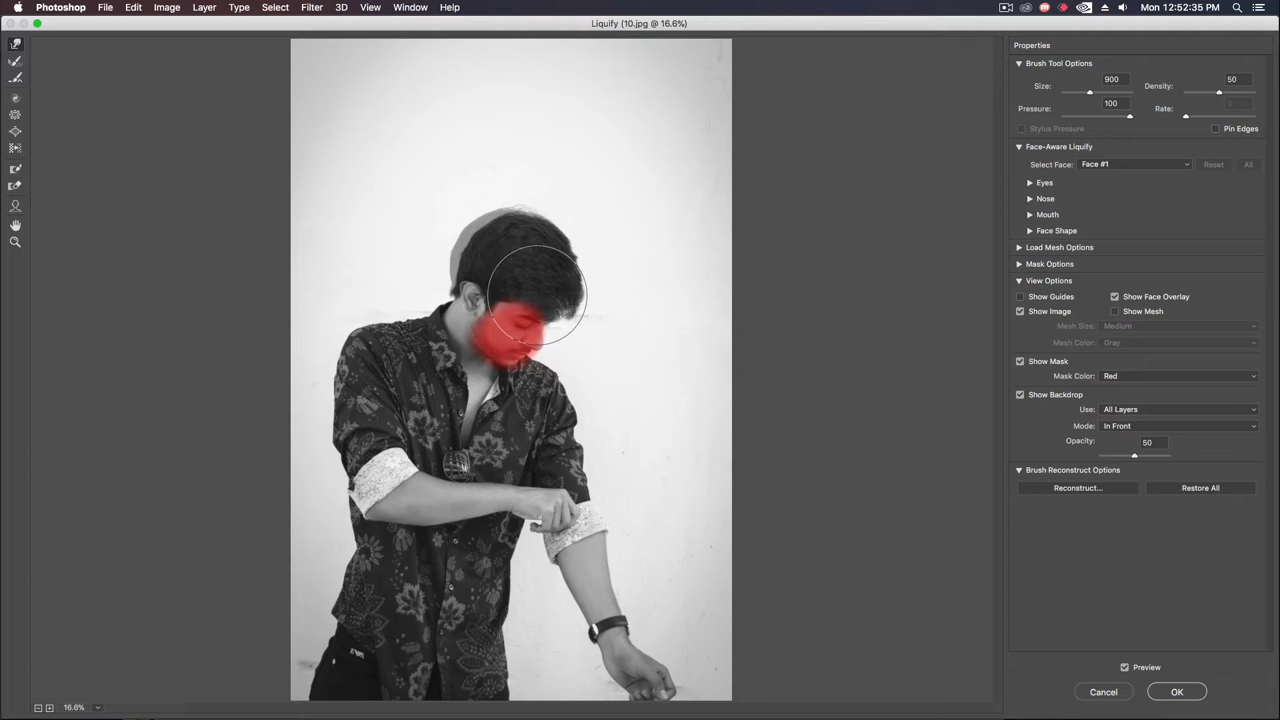 Photoshop File Edit Image Layer Type Select Filter 3D View Window Help Mon 12:52:35
Liquify (10.jpg @ 16.6%)
Properties
Brush Tool Options
Size: 900 Density: 50
Pressure: 100 Rate:
Stylus Pressure Pin Edges
Face-Aware Liquify
Select Face: Face #1 Reset All
Eyes
Nose
Mouth
Face Shape
Load Mesh Options
Mask Options
View Options
Show Guides Show Face Overlay
Show Image Show Mesh
Mesh Size: Medium
Mesh Color: Gray
Show Mask
Mask Color: Red
Show Backdrop
Use: All Layers
Mode: In Front
Opacity: 50
Brush Reconstruct Options
Reconstruct... Restore All
Preview
Cancel OK
16.6%